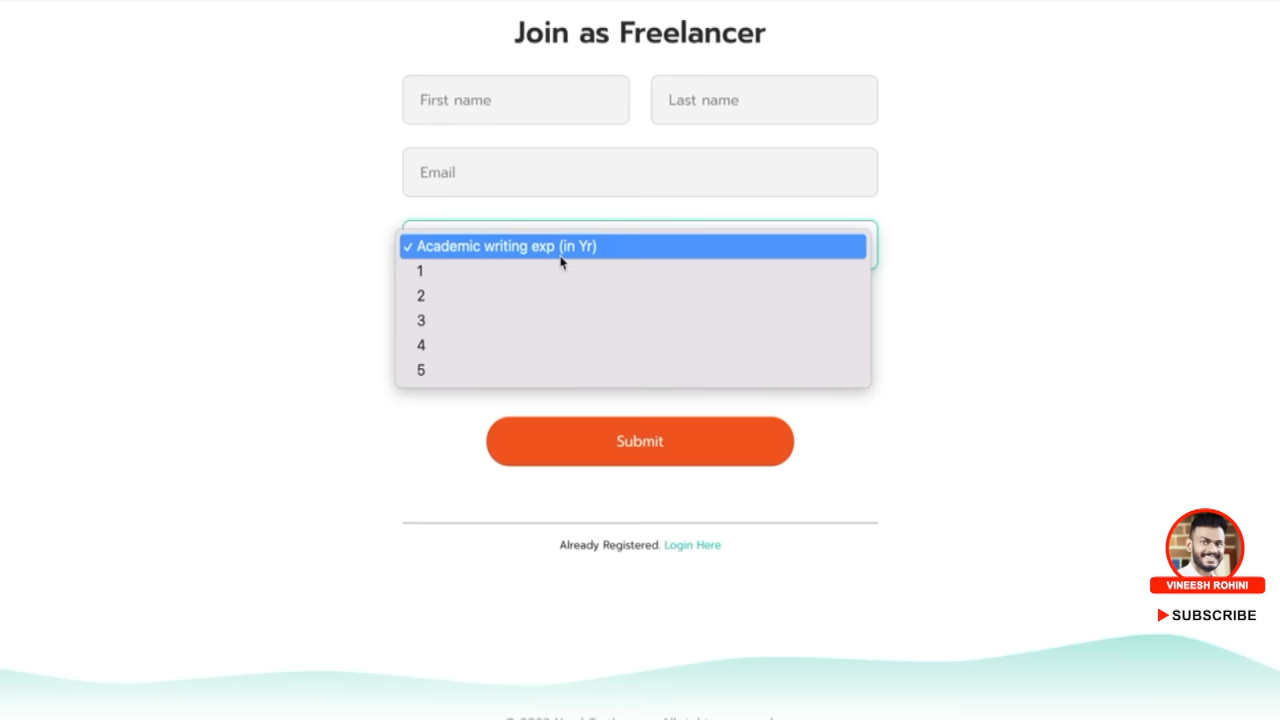 Join as Freelancer
First name
Last name
Email
✓ Academic writing exp (in Yr)
1
2
3
4
5
Submit
Already Registered. Login Here
VINEESH ROHINI
SUBSCRIBE